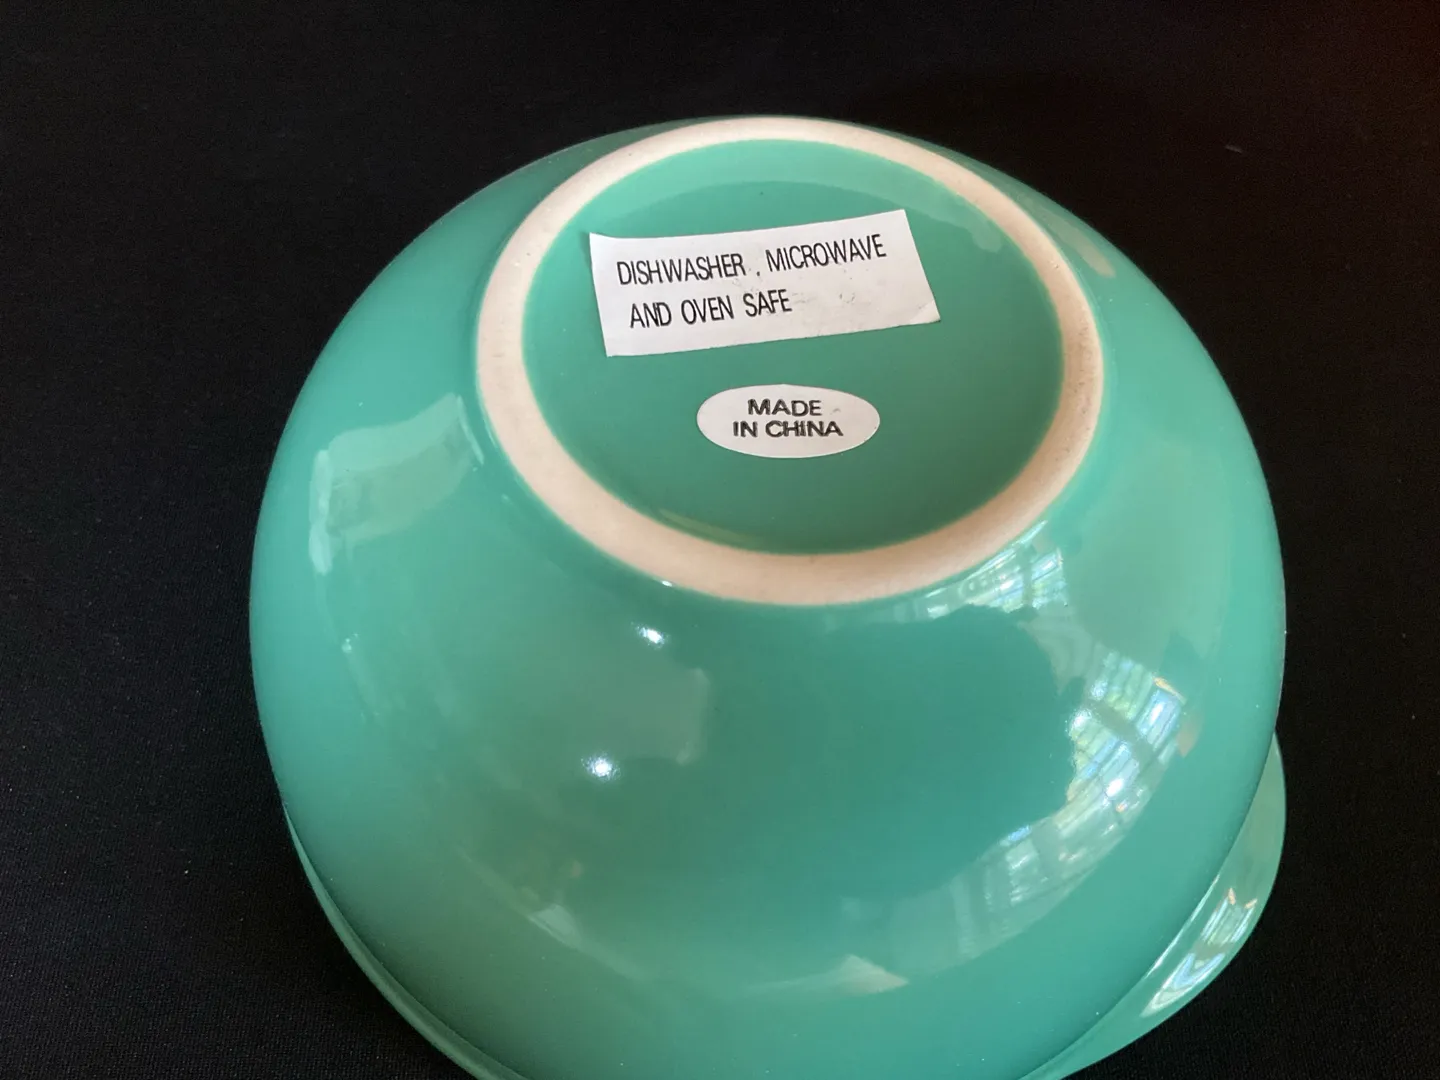 DISHWASHER , MICROWAVE
AND OVEN SAFE
MADE
IN CHINA